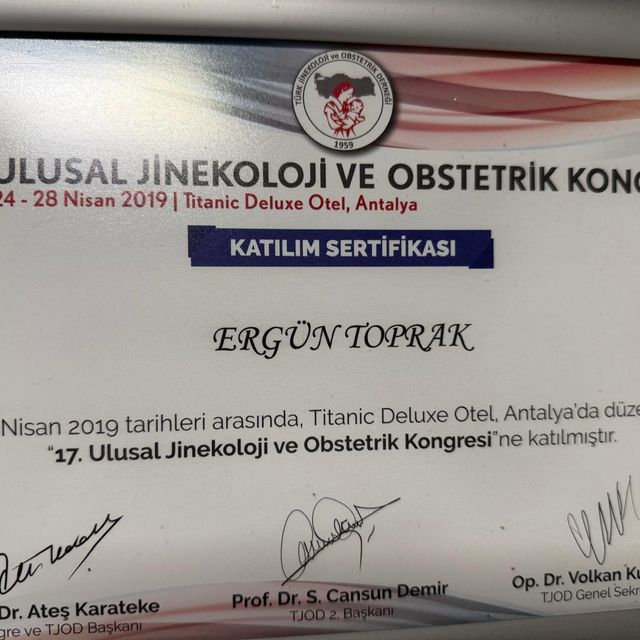 TÜRK JİNEKOLOJİ ve OBSTETRİK DERNEĞİ
1959
ULUSAL JİNEKOLOJİ VE OBSTETRİK KONG
24 - 28 Nisan 2019 | Titanic Deluxe Otel, Antalya
KATILIM SERTİFİKASI
ERGÜN TOPRAK
Nisan 2019 tarihleri arasında, Titanic Deluxe Otel, Antalya'da düze
“17. Ulusal Jinekoloji ve Obstetrik Kongresi”ne katılmıştır.
Dr. Ateş Karateke
gre ve TJOD Başkanı
Prof. Dr. S. Cansun Demir
TJOD 2. Başkanı
Op. Dr. Volkan Ku
TJOD Genel Sekr